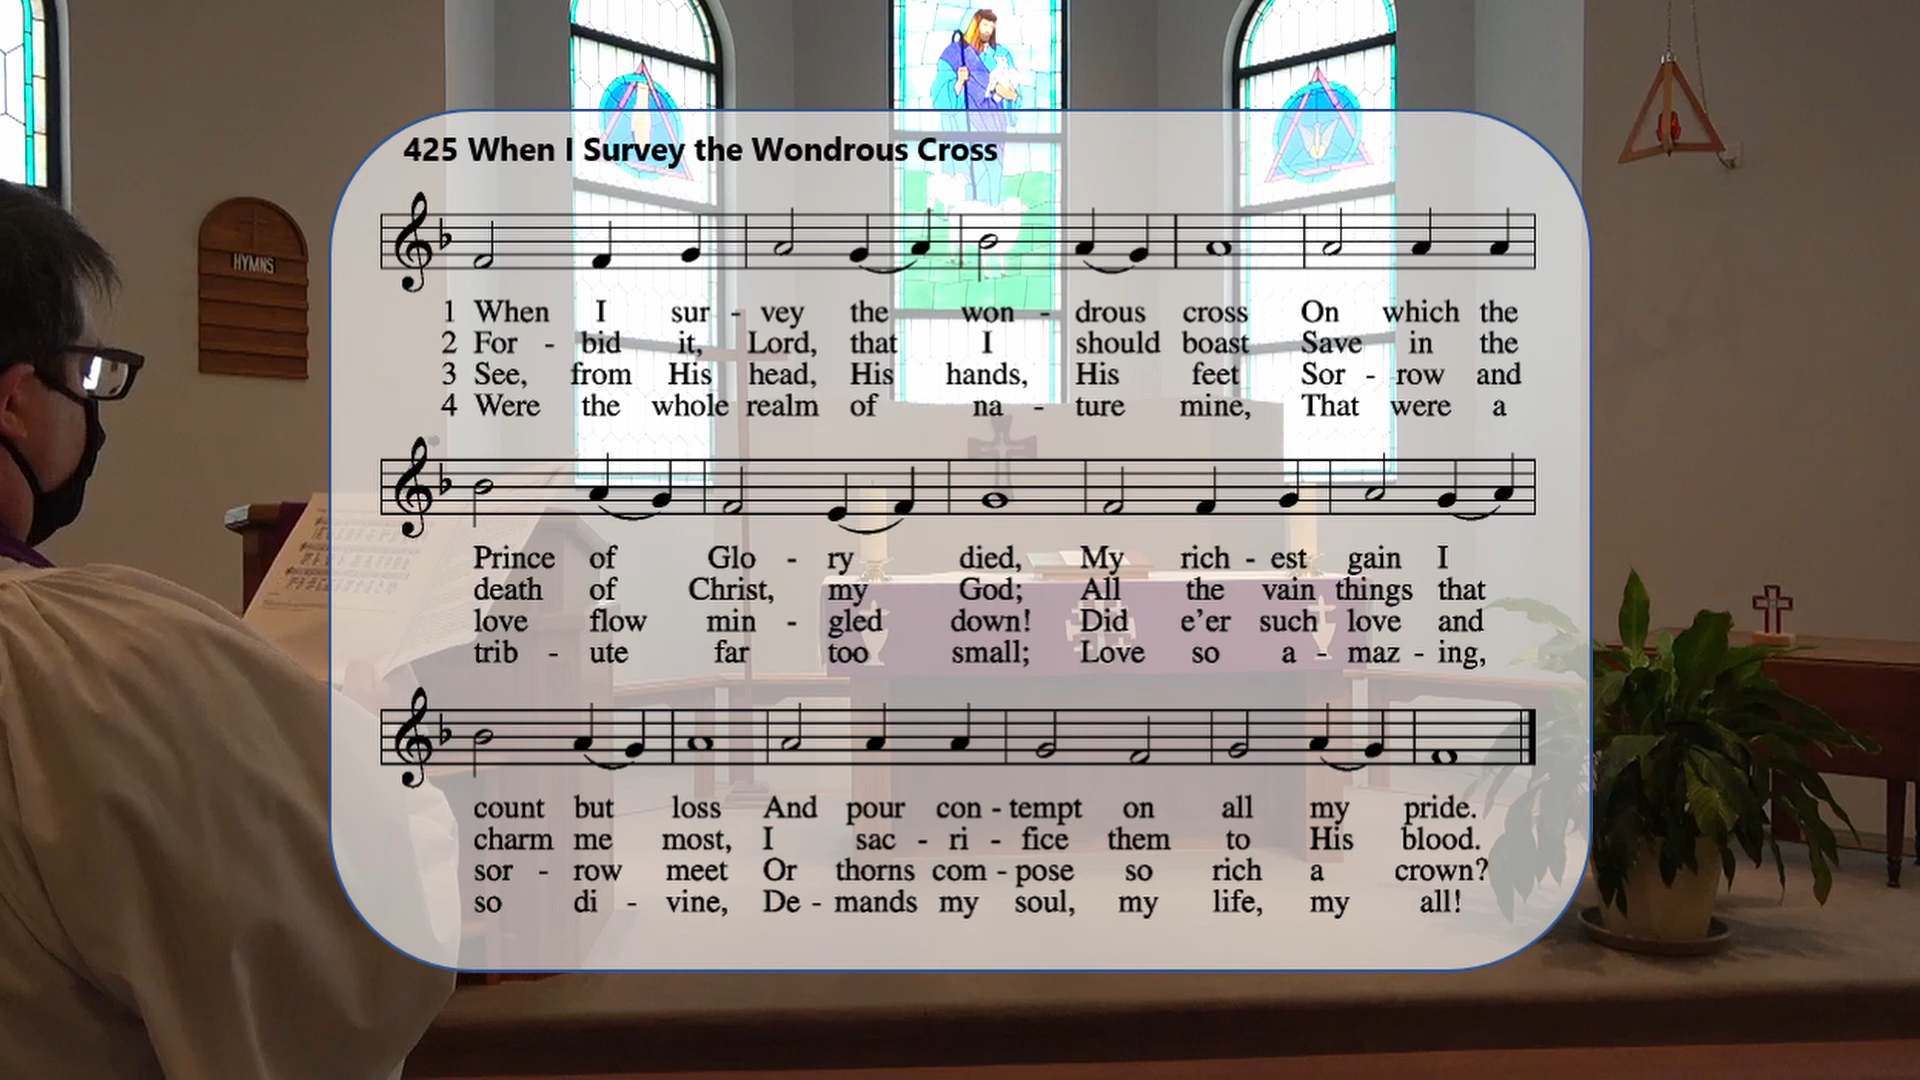 425 When I Survey the Wondrous Cross
HYMNS
1 When I sur - vey the won - drous cross On which the
2 For - bid it, Lord, that I should boast Save in the
3 See, from His head, His hands, His feet Sor - row and
4 Were the whole realm of na - ture mine, That were a
Prince of Glo - ry died, My rich - est gain I
death of Christ, my God; All the vain things that
love flow min - gled down! Did e'er such love and
trib - ute far too small; Love so a - maz - ing,
count but loss And pour con - tempt on all my pride.
charm me most, I sac - ri - fice them to His blood.
sor - row meet Or thorns com - pose so rich a crown?
so di - vine, De - mands my soul, my life, my all!